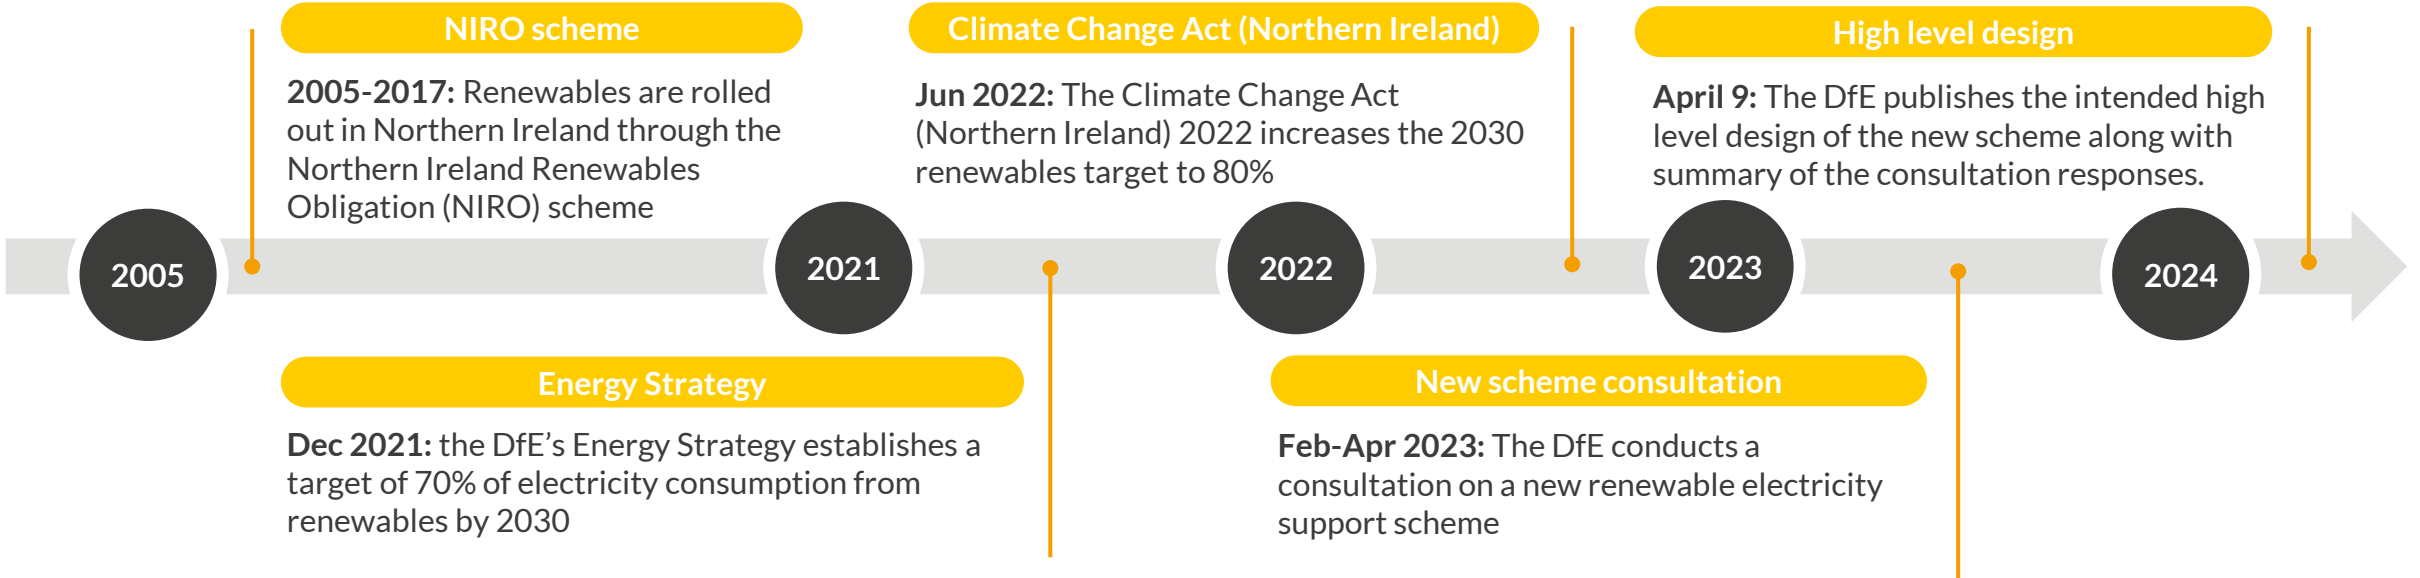 NIRO scheme
2005-2017: Renewables are rolled
out in Northern Ireland through the
Northern Ireland Renewables
Obligation (NIRO) scheme
Climate Change Act (Northern Ireland)
Jun 2022: The Climate Change Act
(Northern Ireland) 2022 increases the 2030
renewables target to 80%
High level design
April 9: The DfE publishes the intended high
level design of the new scheme along with
summary of the consultation responses.
2005
2021
2022
2023
2024
Energy Strategy
Dec 2021: the DfE’s Energy Strategy establishes a
target of 70% of electricity consumption from
renewables by 2030
New scheme consultation
Feb-Apr 2023: The DfE conducts a
consultation on a new renewable electricity
support scheme